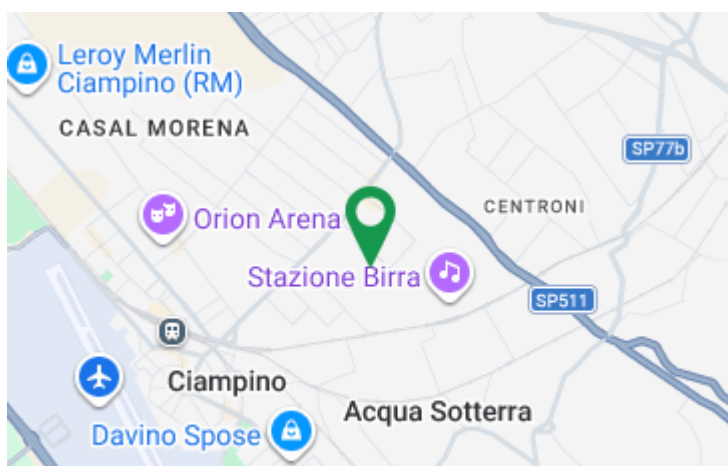 Leroy Merlin
Ciampino (RM)
CASAL MORENA
SP77b
CENTRONI
Orion Arena
Stazione Birra
SP511
Ciampino
Acqua Sotterra
Davino Spose